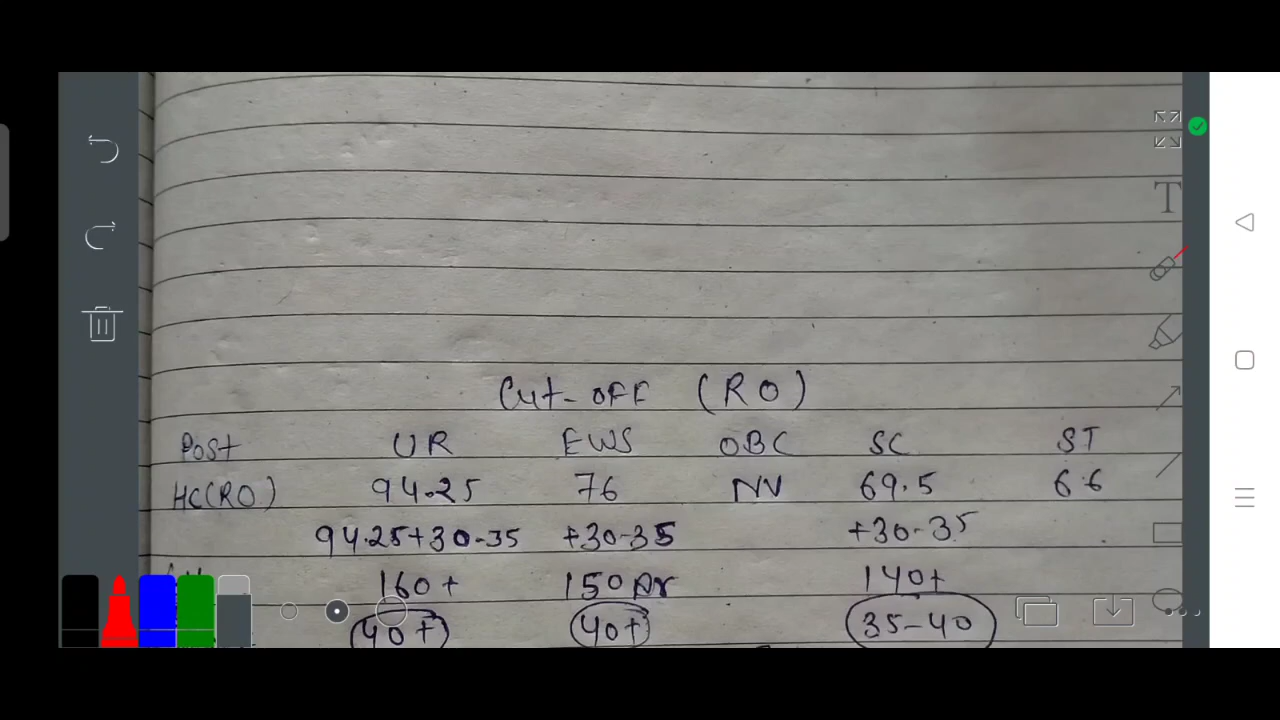 Cut-OFF (RO)
Post UR EWS OBC SC ST
HC(RO) 94.25 76 NV 69.5 66
94.25+30-35 +30-35 +30-35
160+ 150 140+
40+ 40+ 35-40
T